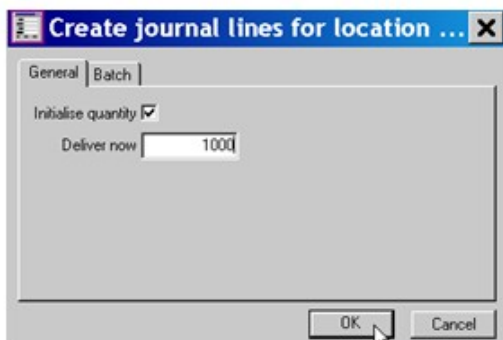 Create journal lines for location ...
General Batch
Initialise quantity
Deliver now 1000
OK Cancel